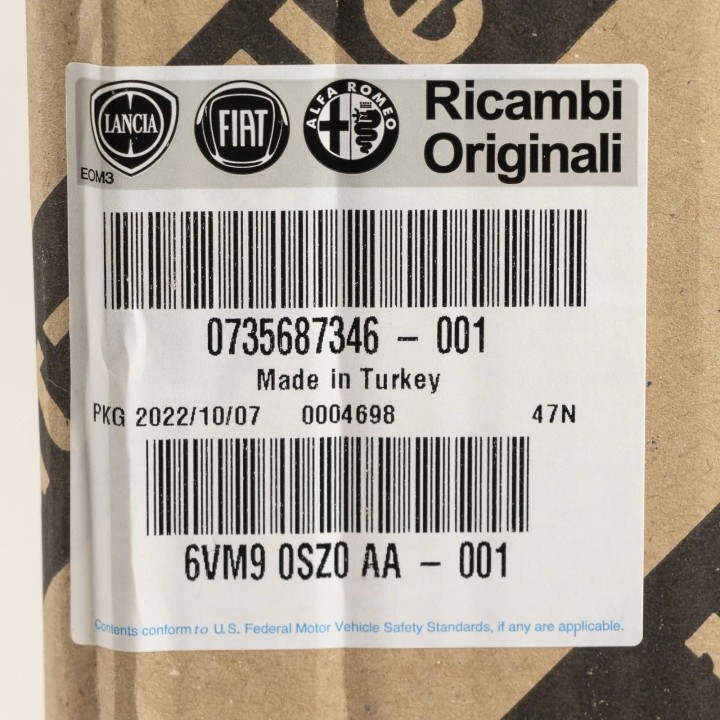 LANCIA
FIAT
ALFA ROMEO
Ricambi
Originali
EOM3
0735687346 - 001
Made in Turkey
PKG 2022/10/07 0004698 47N
6VM9 0SZ0 AA - 001
Contents conform to U.S. Federal Motor Vehicle Safety Standards, if any are applicable.